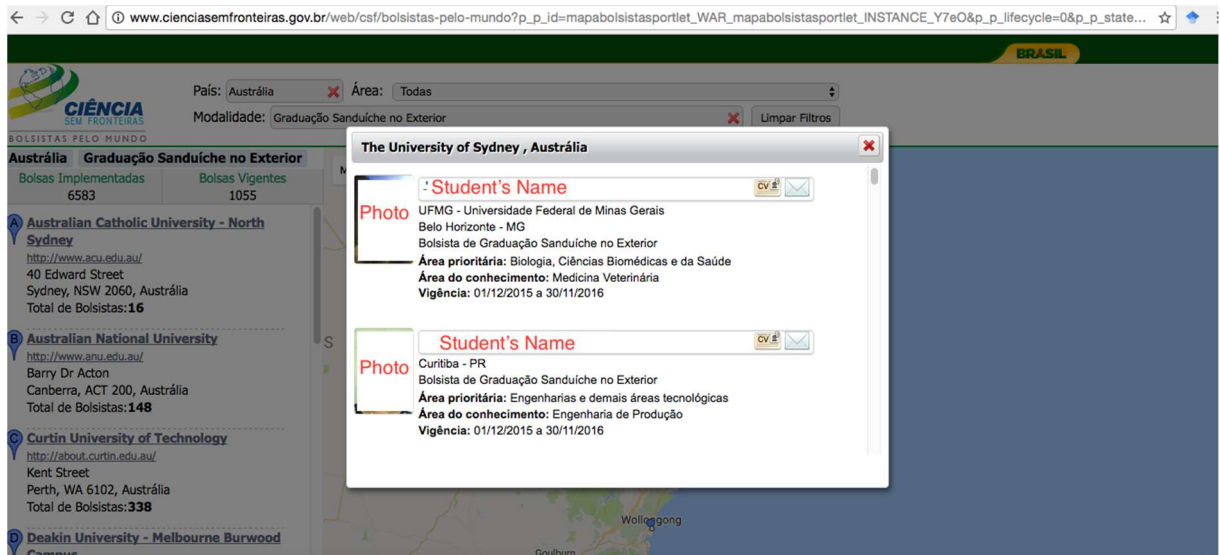 www.cienciasemfronteiras.gov.br/web/csf/bolsistas-pelo-mundo?p_p_id=mapabolsistasportlet_WAR_mapabolsistasportlet_INSTANCE_Y7eO&p_p_lifecycle=0&p_p_state...
BRASIL
CIÊNCIA
SEM FRONTEIRAS
BOLSISTAS PELO MUNDO
País: Austrália Área: Todas
Modalidade: Graduação Sanduíche no Exterior Limpar Filtros
Austrália Graduação Sanduíche no Exterior
Bolsas Implementadas Bolsas Vigentes
6583 1055
A Australian Catholic University - North
Sydney
http://www.acu.edu.au/
40 Edward Street
Sydney, NSW 2060, Austrália
Total de Bolsistas:16
B Australian National University
http://www.anu.edu.au/
Barry Dr Acton
Canberra, ACT 200, Austrália
Total de Bolsistas:148
C Curtin University of Technology
http://about.curtin.edu.au/
Kent Street
Perth, WA 6102, Austrália
Total de Bolsistas:338
D Deakin University - Melbourne Burwood
Campus
The University of Sydney , Austrália
Student's Name CV
Photo
UFMG - Universidade Federal de Minas Gerais
Belo Horizonte - MG
Bolsista de Graduação Sanduíche no Exterior
Área prioritária: Biologia, Ciências Biomédicas e da Saúde
Área do conhecimento: Medicina Veterinária
Vigência: 01/12/2015 a 30/11/2016
Student's Name CV
Photo
Curitiba - PR
Bolsista de Graduação Sanduíche no Exterior
Área prioritária: Engenharias e demais áreas tecnológicas
Área do conhecimento: Engenharia de Produção
Vigência: 01/12/2015 a 30/11/2016
Wollongong
Goulburn